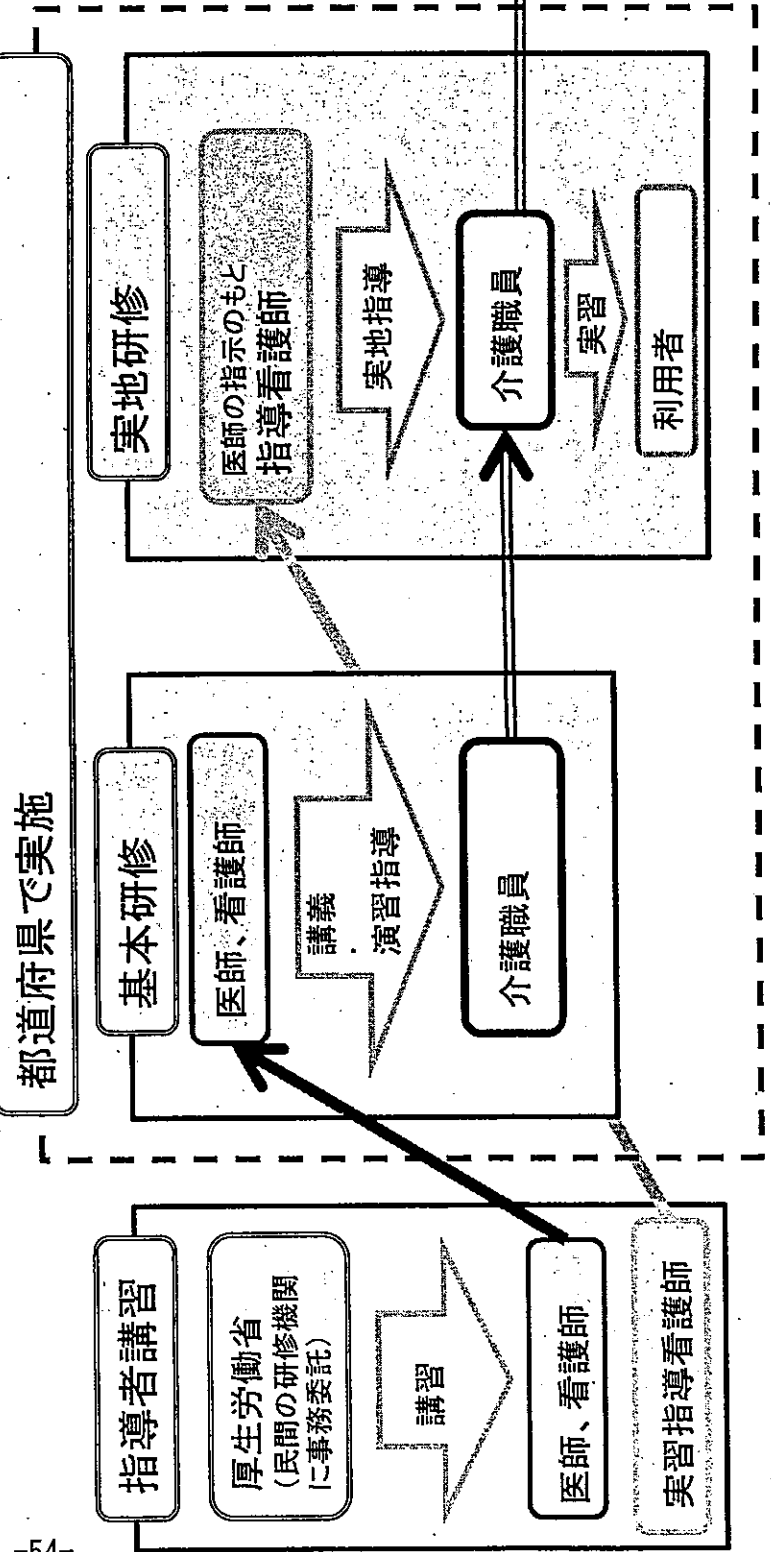 都道府県で実施
指導者講習
厚生労働省
(民間の研修機関
に事務委託)
講習
医師、看護師
実習指導看護師
基本研修
医師、看護師
講義
・
演習指導
介護職員
実地研修
医師の指示のもと
指導看護師
実地指導
介護職員
実習
利用者
-54-